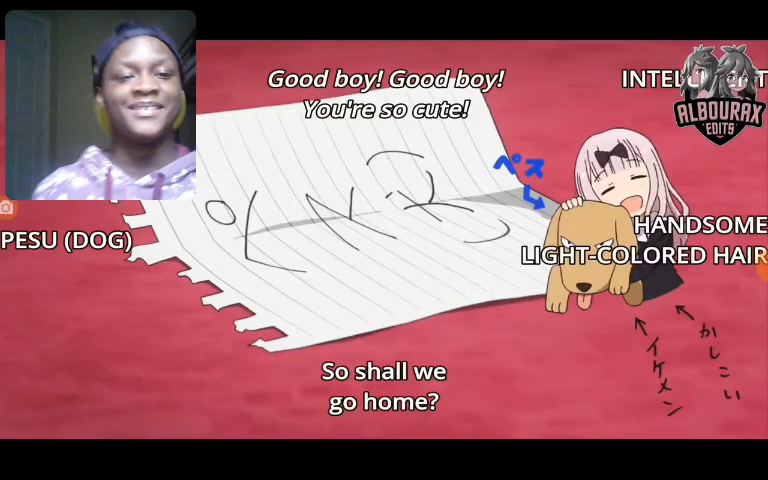 Good boy! Good boy!
You're so cute!
ALBOURAX
EDITS
ペス
PESU (DOG)
HANDSOME
LIGHT-COLORED HAIR
かしこい
イケメン
So shall we
go home?